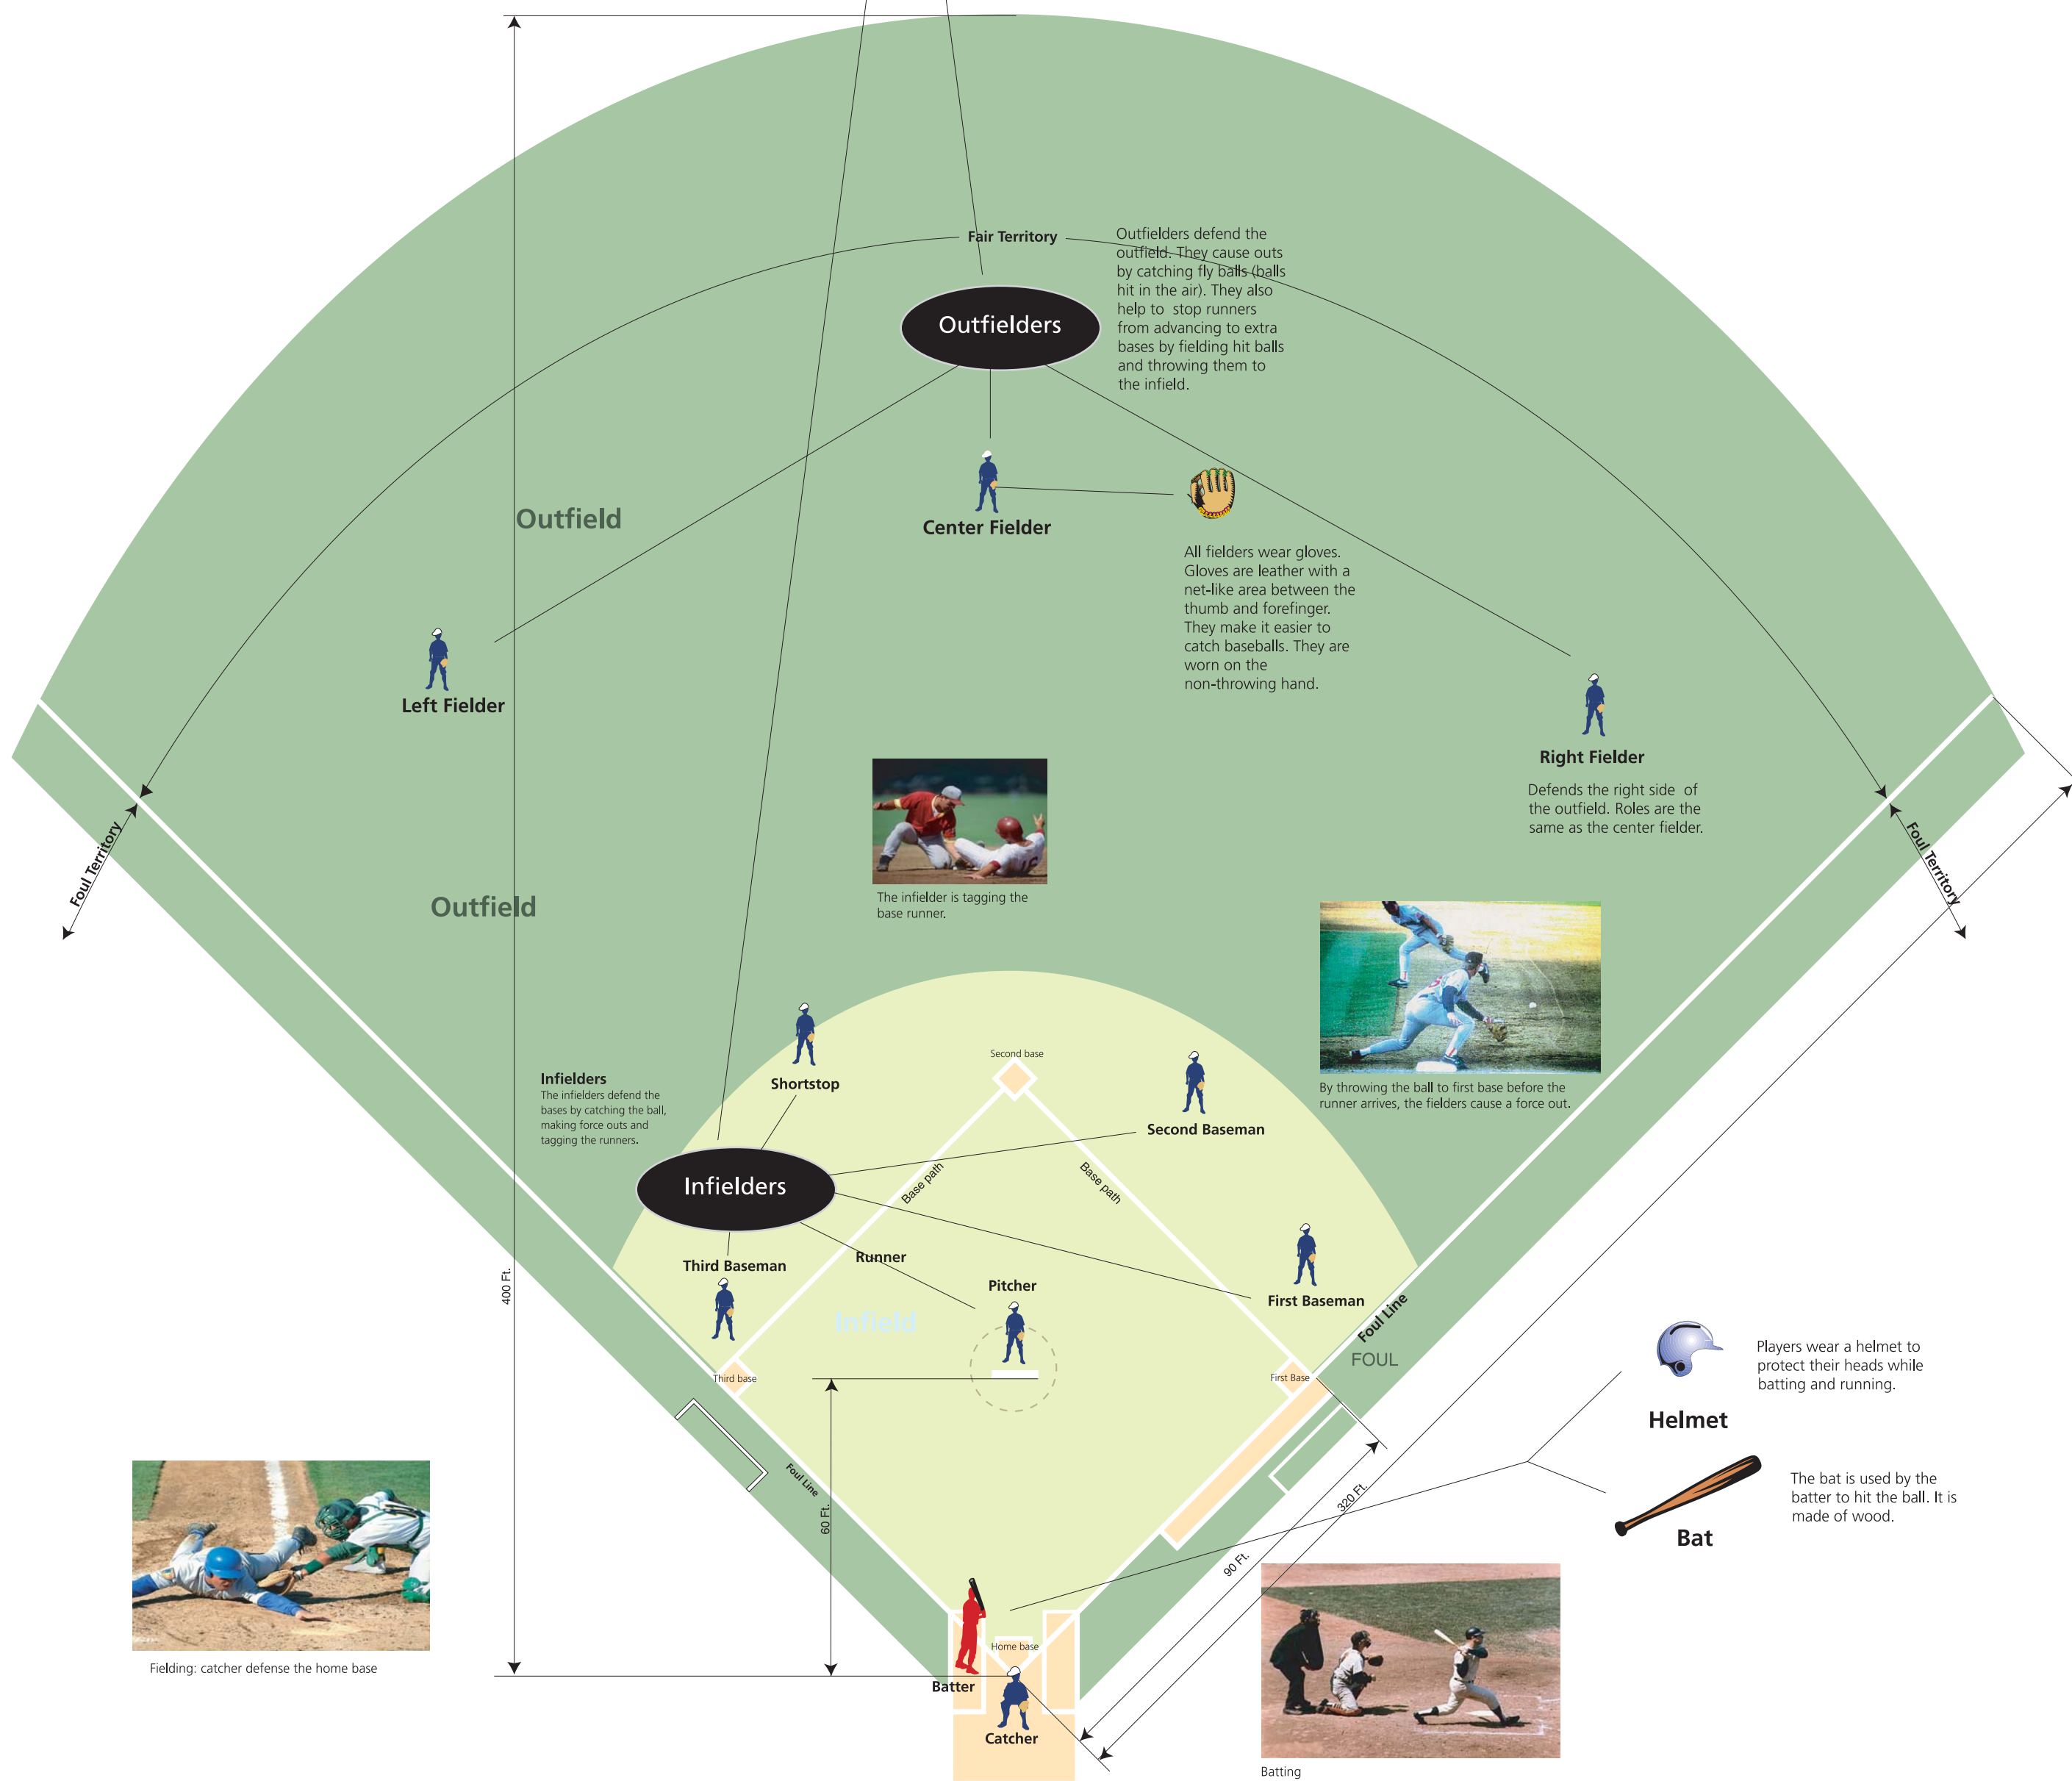 Fair Territory
Outfielders defend the
outfield. They cause outs
by catching fly balls (balls
hit in the air). They also
help to stop runners
from advancing to extra
bases by fielding hit balls
and throwing them to
the infield.
Outfielders
Outfield
Center Fielder
All fielders wear gloves.
Gloves are leather with a
net-like area between the
thumb and forefinger.
They make it easier to
catch baseballs. They are
worn on the
non-throwing hand.
Left Fielder
Right Fielder
Defends the right side of
the outfield. Roles are the
same as the center fielder.
Foul Territory
Foul Territory
Outfield
The infielder is tagging the
base runner.
By throwing the ball to first base before the
runner arrives, the fielders cause a force out.
Second base
Shortstop
Infielders
The infielders defend the
bases by catching the ball,
making force outs and
tagging the runners.
Second Baseman
Infielders
Base path
Base path
Runner
Third Baseman
Pitcher
First Baseman
400 Ft.
Infield
Foul Line
FOUL
Third base
First Base
Players wear a helmet to
protect their heads while
batting and running.
Helmet
Foul Line
60 Ft.
320 Ft.
90 Ft.
The bat is used by the
batter to hit the ball. It is
made of wood.
Bat
Home base
Batter
Catcher
Fielding: catcher defense the home base
Batting